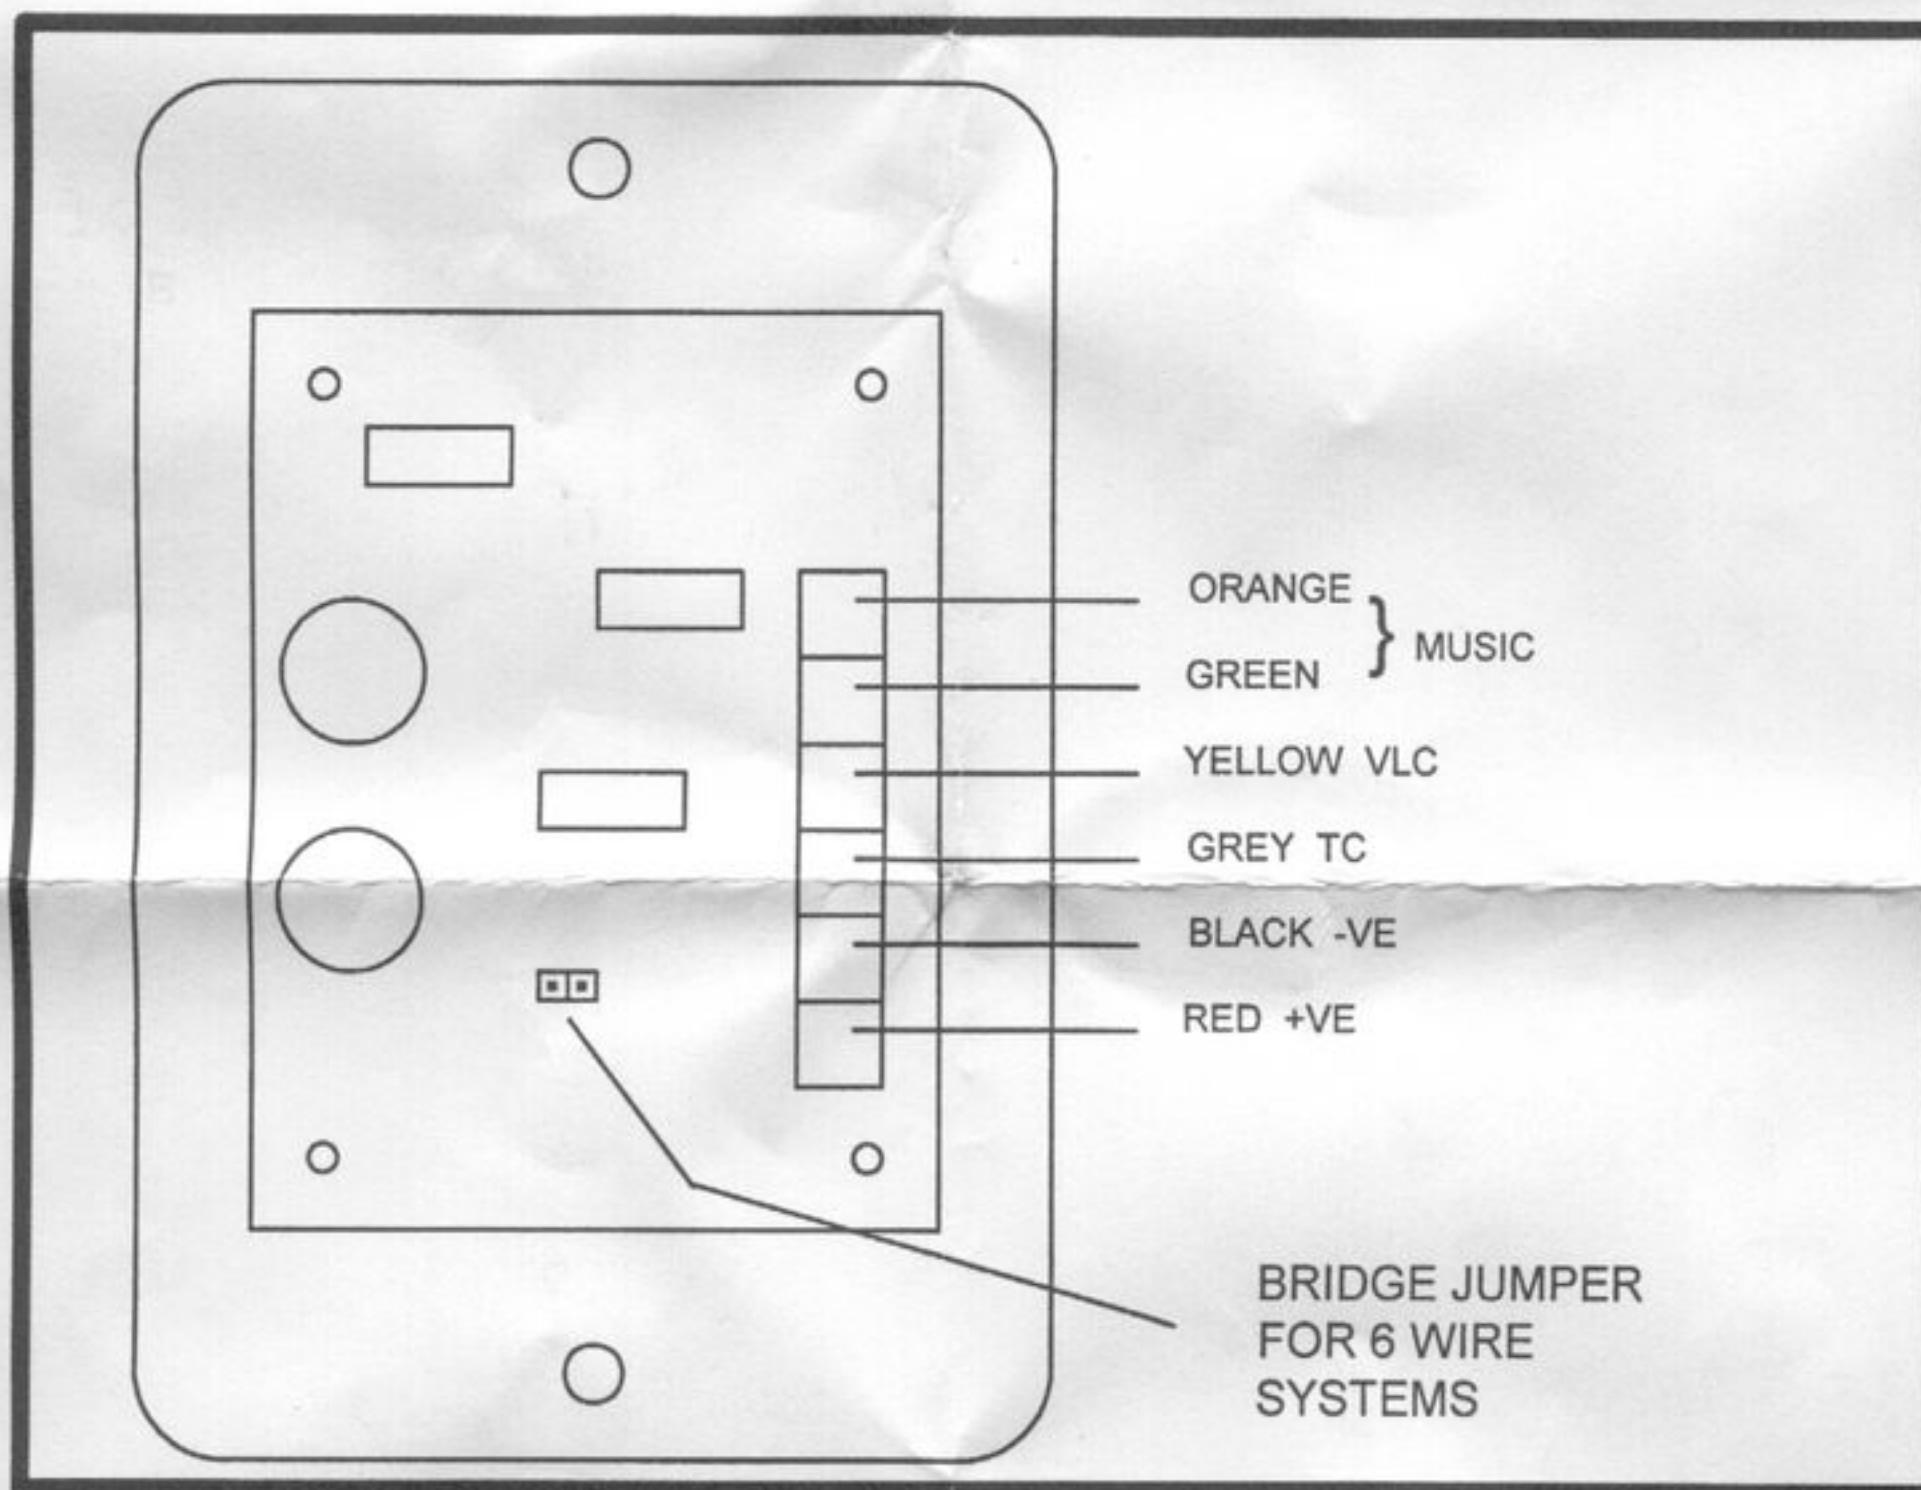 ORANGE
} MUSIC
GREEN
YELLOW VLC
GREY TC
BLACK -VE
RED +VE
BRIDGE JUMPER
FOR 6 WIRE
SYSTEMS